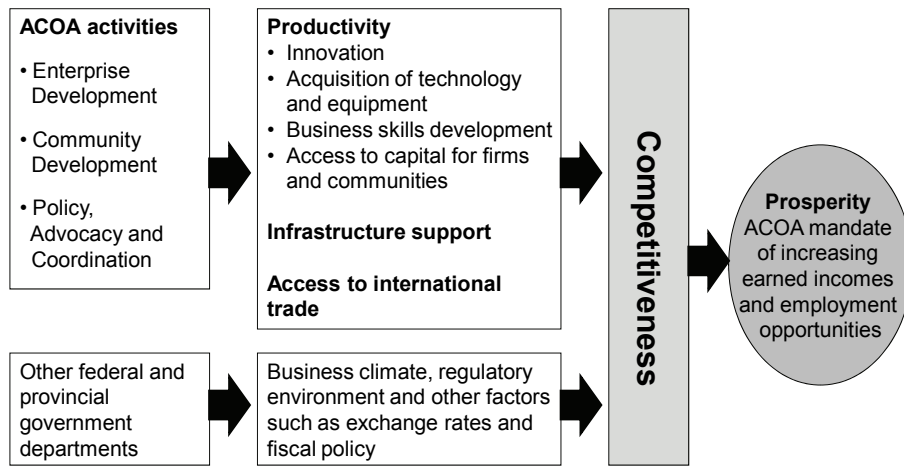 ACOA activities
• Enterprise
Development
• Community
Development
• Policy,
Advocacy and
Coordination
Productivity
• Innovation
• Acquisition of technology
and equipment
• Business skills development
• Access to capital for firms
and communities
Infrastructure support
Access to international
trade
Other federal and
provincial
government
departments
Business climate, regulatory
environment and other factors
such as exchange rates and
fiscal policy
Competitiveness
Prosperity
ACOA mandate
of increasing
earned incomes
and employment
opportunities